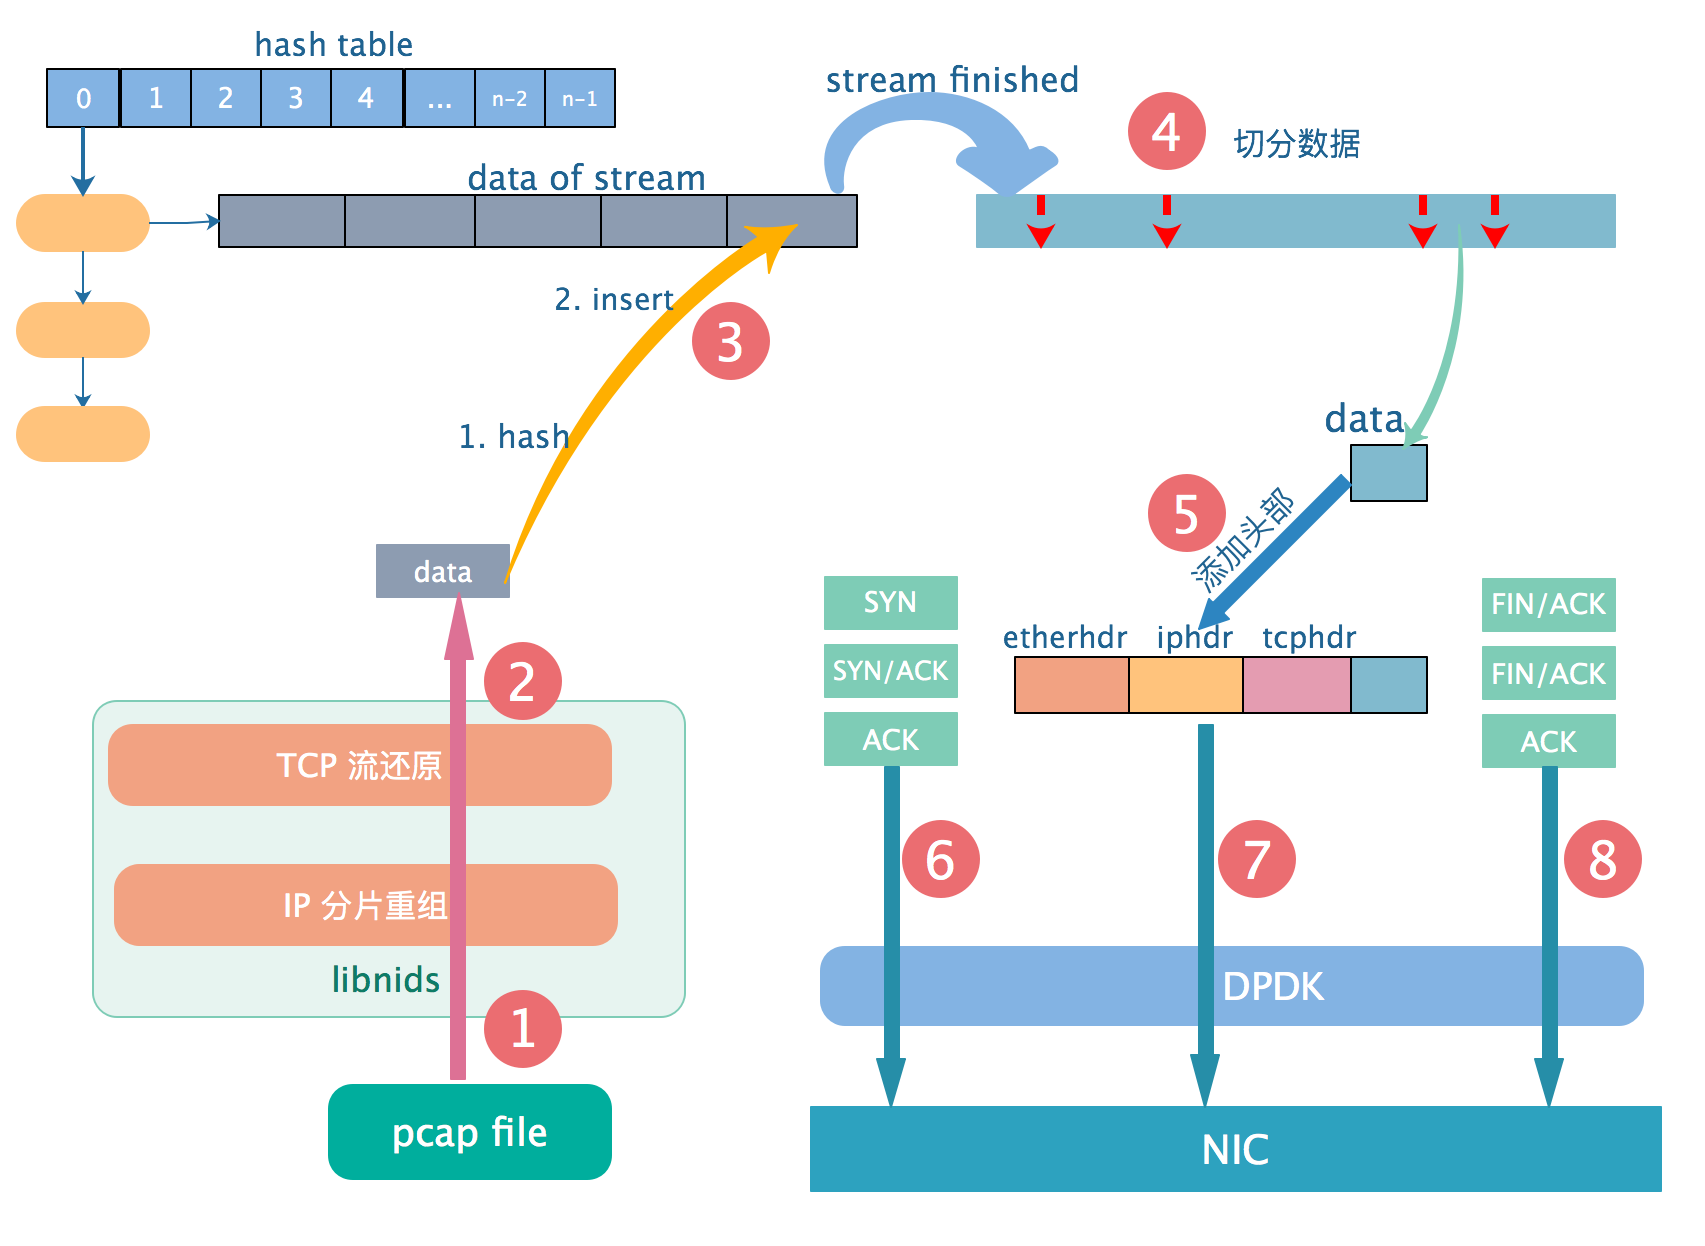 hash table
0 1 2 3 4 ... n-2 n-1
stream finished
4
切分数据
data of stream
2. insert
3
1. hash
data
5
添加头部
data
SYN
SYN/ACK
ACK
etherhdr iphdr tcphdr
FIN/ACK
FIN/ACK
ACK
2
TCP 流还原
IP 分片重组
libnids
1
pcap file
6
7
8
DPDK
NIC